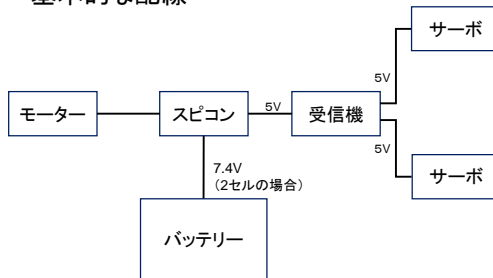 基本的な配線
サーボ
5V
モーター
スピコン
5V
受信機
5V
7.4V
(2セルの場合)
サーボ
バッテリー